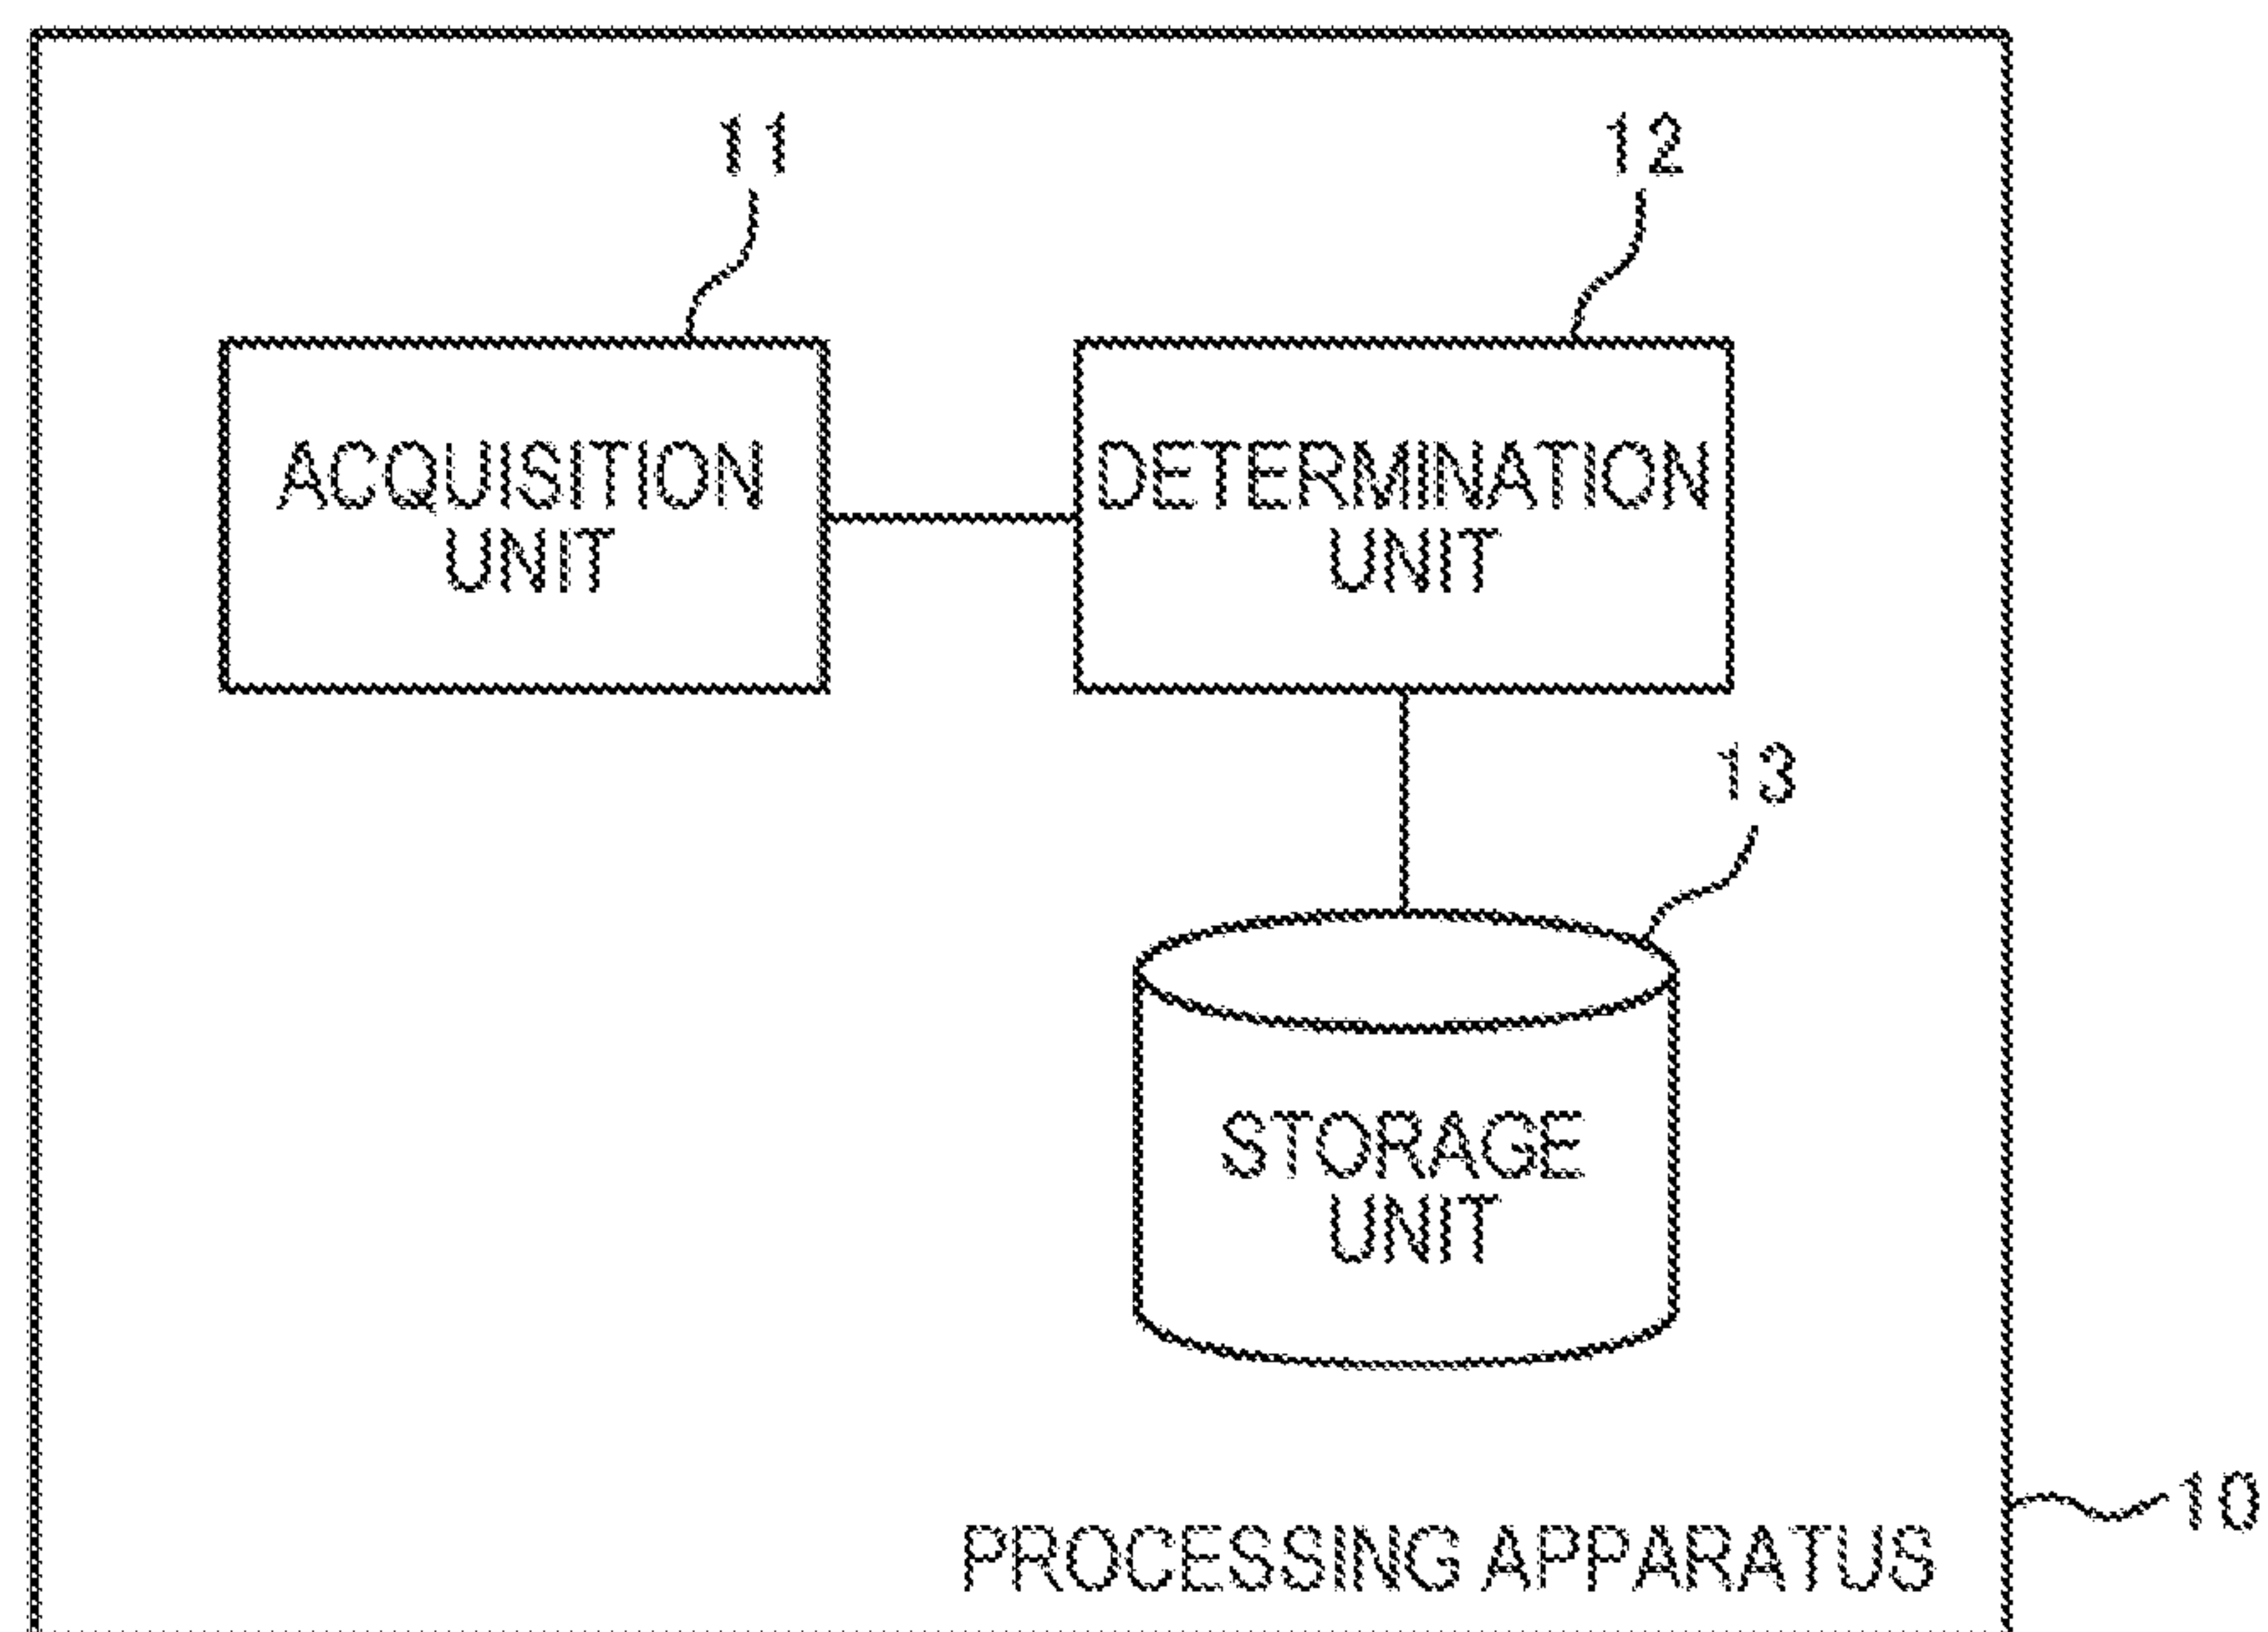 11
12
ACQUISITION
UNIT
DETERMINATION
UNIT
13
STORAGE
UNIT
10
PROCESSING APPARATUS